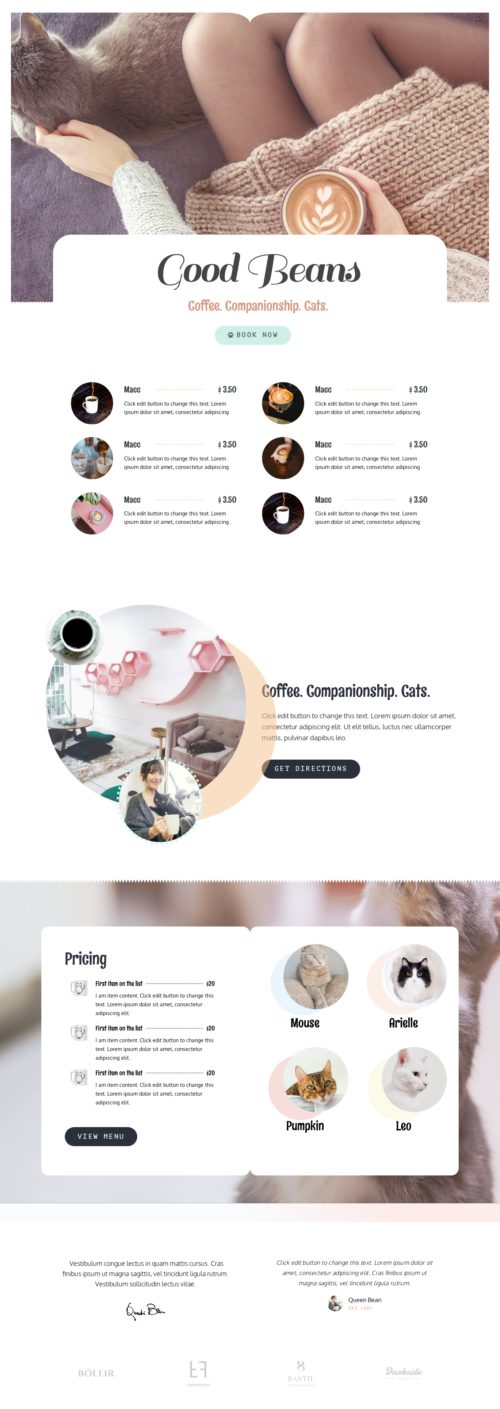 Good Beans
Coffee. Companionship. Cats.
BOOK NOW
Mace $ 3.50
Click edit button to change this text. Lorem
ipsum dolor sit amet, consectetur adipiscing
Mace $ 3.50
Click edit button to change this text. Lorem
ipsum dolor sit amet, consectetur adipiscing
Mace $ 3.50
Click edit button to change this text. Lorem
ipsum dolor sit amet, consectetur adipiscing
Mace $ 3.50
Click edit button to change this text. Lorem
ipsum dolor sit amet, consectetur adipiscing
Mace $ 3.50
Click edit button to change this text. Lorem
ipsum dolor sit amet, consectetur adipiscing
Mace $ 3.50
Click edit button to change this text. Lorem
ipsum dolor sit amet, consectetur adipiscing
Coffee. Companionship. Cats.
Click edit button to change this text. Lorem ipsum dolor sit amet,
consectetur adipiscing elit. Ut elit tellus, luctus nec ullamcorper
mattis, pulvinar dapibus leo.
GET DIRECTIONS
Pricing
First item on the list $20
I am item content. Click edit button to change this
text. Lorem ipsum dolor sit amet, consectetur
adipiscing elit.
First item on the list $20
I am item content. Click edit button to change this
text. Lorem ipsum dolor sit amet, consectetur
adipiscing elit.
First item on the list $20
I am item content. Click edit button to change this
text. Lorem ipsum dolor sit amet, consectetur
adipiscing elit.
VIEW MENU
Mouse
Arielle
Pumpkin
Leo
Vestibulum congue lectus in quam mattis cursus. Cras
finibus ipsum ut magna sagittis, vel tincidunt ligula rutrum.
Vestibulum sollicitudin lectus vitae.
Click edit button to change this text. Lorem ipsum dolor sit
amet, consectetur adipiscing elit. Cras finibus ipsum ut
magna sagittis, vel tincidunt ligula rutrum.
Queen Bean
CAT LADY
BÖLEIR
BASTIL
Darkside